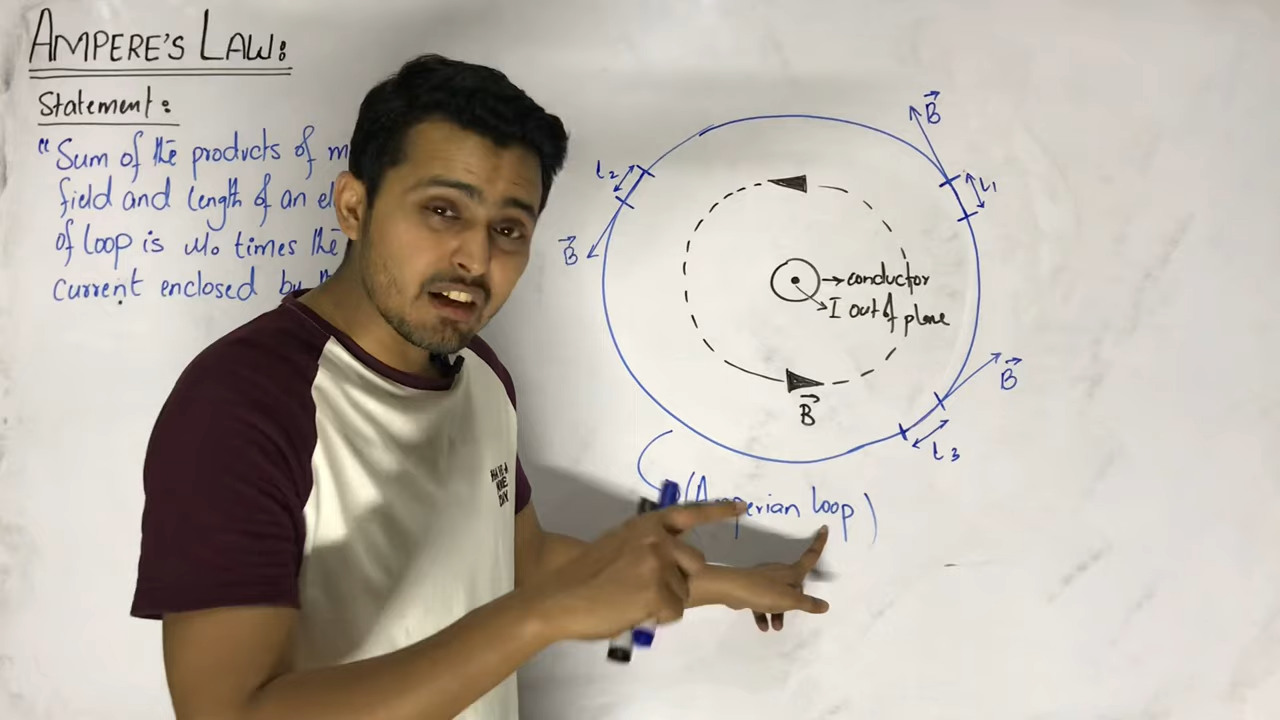 AMPERE'S LAW:
Statement:
"Sum of the products of m
field and length of an el
of loop is μo times the
current enclosed by
B
L1
L2
B
conductor
I out of plane
B
B
L3
(Amperian loop)